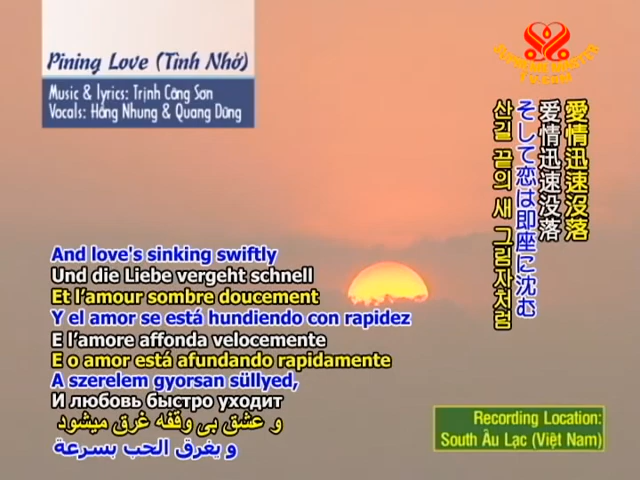 Pining Love (Tình Nhớ)
Music & lyrics: Trịnh Công Sơn
Vocals: Hồng Nhung & Quang Dũng
SUPREME MASTER
TV.COM
愛情迅速沒落
爱情迅速没落
そして恋は即座に沈む
산길 끝의 새 그림자처럼
And love's sinking swiftly
Und die Liebe vergeht schnell
Et l'amour sombre doucement
Y el amor se está hundiendo con rapidez
E l'amore affonda velocemente
E o amor está afundando rapidamente
A szerelem gyorsan süllyed,
И любовь быстро уходит
و عشق بی وقفه غرق میشود
و يغرق الحب بسرعة
Recording Location:
South Âu Lạc (Việt Nam)